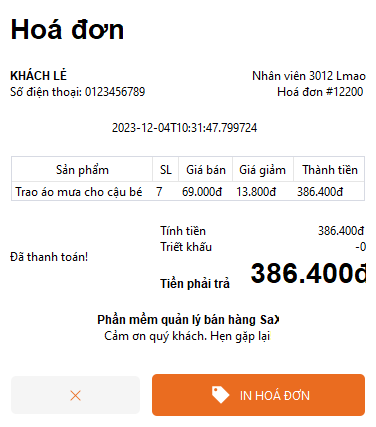 Hoá đơn
KHÁCH LẺ Nhân viên 3012 Lmao
Số điện thoại: 0123456789 Hoá đơn #12200
2023-12-04T10:31:47.799724
Sản phẩm SL Giá bán Giá giảm Thành tiền
Trao áo mưa cho cậu bé 7 69.000đ 13.800đ 386.400đ
Tính tiền 386.400đ
Triết khấu -0
Đã thanh toán!
Tiền phải trả 386.400đ
Phần mềm quản lý bán hàng SaX
Cảm ơn quý khách. Hẹn gặp lại
IN HOÁ ĐƠN